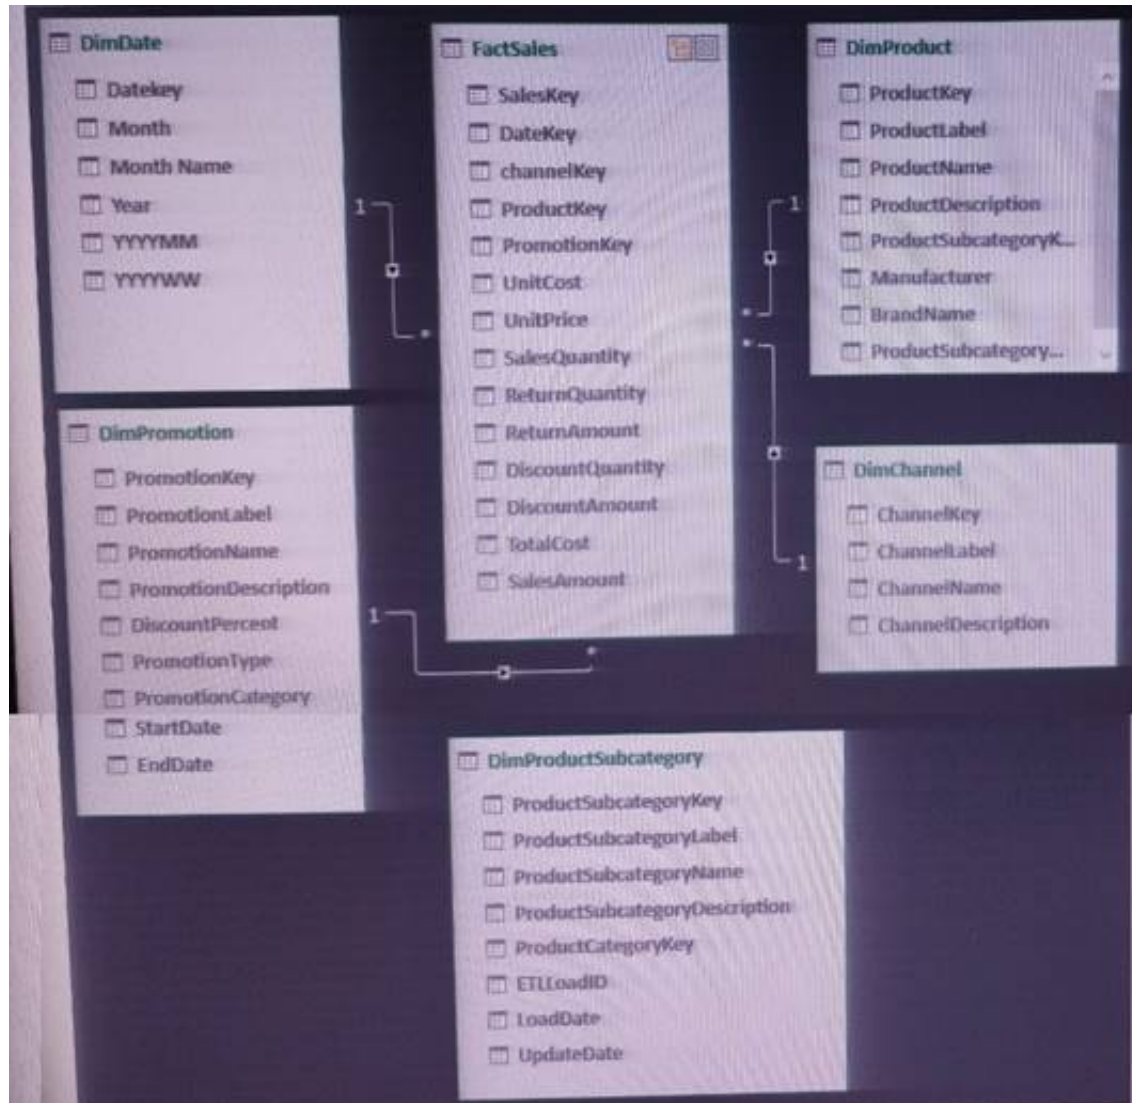 DimDate
Datekey
Month
Month Name
Year
YYYYMM
YYYYWW
1
*
FactSales
SalesKey
DateKey
channelKey
ProductKey
PromotionKey
UnitCost
UnitPrice
SalesQuantity
ReturnQuantity
ReturnAmount
DiscountQuantity
DiscountAmount
TotalCost
SalesAmount
1
*
*
DimProduct
ProductKey
ProductLabel
ProductName
ProductDescription
ProductSubcategoryK...
Manufacturer
BrandName
ProductSubcategory...
DimPromotion
PromotionKey
PromotionLabel
PromotionName
PromotionDescription
DiscountPercent
PromotionType
PromotionCategory
StartDate
EndDate
1
*
1
DimChannel
ChannelKey
ChannelLabel
ChannelName
ChannelDescription
DimProductSubcategory
ProductSubcategoryKey
ProductSubcategoryLabel
ProductSubcategoryName
ProductSubcategoryDescription
ProductCategoryKey
ETLLoadID
LoadDate
UpdateDate